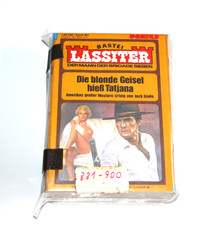 BASTEI
LASSITER
DER MANN DER BRIGADE SIEBEN
Die blonde Geisel
hieß Tatjana
Amerikas großer Western-Erfolg von Jack Slade
881-900